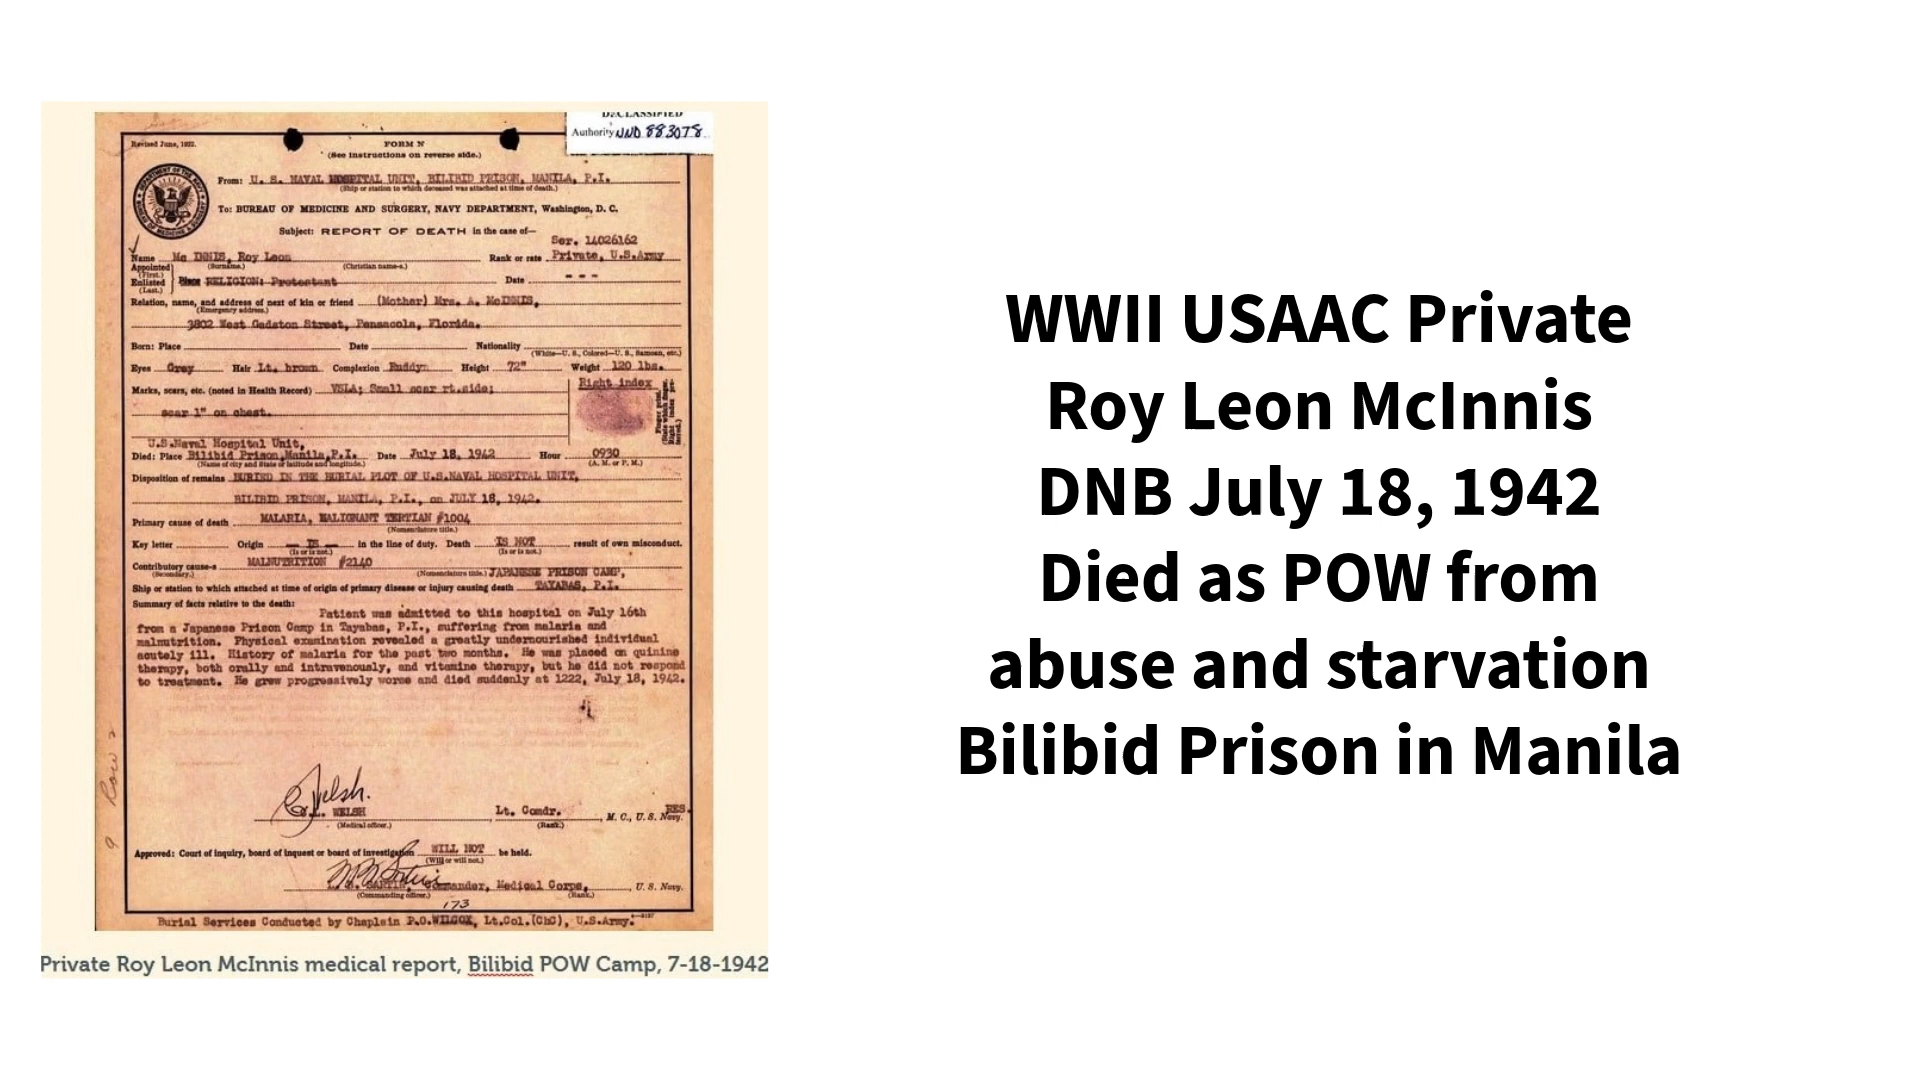 DECLASSIFIED
Authority NND 883078
Revised June, 1922.
FORM N
(See instructions on reverse side.)
From: U. S. NAVAL HOSPITAL UNIT, BILIBID PRISON, MANILA, P.I.
(Ship or station to which deceased was attached at time of death.)
To: BUREAU OF MEDICINE AND SURGERY, NAVY DEPARTMENT, Washington, D. C.
Subject: REPORT OF DEATH in the case of—
Ser. 14026162
Name Mc INNIS, Roy Leon Rank or rate Private, U.S.Army
(Surname.) (Christian name-s.)
Appointed
(First.)
Enlisted
(Last.)
Place RELIGION: Protestant Date - - -
Relation, name, and address of next of kin or friend (Mother) Mrs. A. McINNIS,
(Emergency address.)
3802 West Gadston Street, Pensacola, Florida.
Born: Place Date Nationality
(White—U. S., Colored—U. S., Samoan, etc.)
Eyes Grey Hair Lt. brown Complexion Ruddy Height 72" Weight 120 lbs.
Marks, scars, etc. (noted in Health Record) VSLA; Small scar rt.side;
Right index
scar 1" on chest.
U.S.Naval Hospital Unit,
Died: Place Bilibid Prison,Manila,P.I. Date July 18, 1942 Hour 0930
(Name of city and State or latitude and longitude.) (A. M. or P. M.)
Disposition of remains BURIED IN THE BURIAL PLOT OF U.S.NAVAL HOSPITAL UNIT,
BILIBID PRISON, MANILA, P.I., on JULY 18, 1942.
Primary cause of death MALARIA, MALIGNANT TERTIAN #1004
(Nomenclature title.)
Key letter Origin IS in the line of duty. Death IS NOT result of own misconduct.
(Is or is not.) (Is or is not.)
Contributory cause-s MALNUTRITION #2140
(Secondary.) (Nomenclature title.) JAPANESE PRISON CAMP,
Ship or station to which attached at time of origin of primary disease or injury causing death TAYABAS, P.I.
Summary of facts relative to the death:
Patient was admitted to this hospital on July 16th
from a Japanese Prison Camp in Tayabas, P.I., suffering from malaria and
malnutrition. Physical examination revealed a greatly undernourished individual
acutely ill. History of malaria for the past two months. He was placed on quinine
therapy, both orally and intravenously, and vitamine therapy, but he did not respond
to treatment. He grew progressively worse and died suddenly at 1222, July 18, 1942.
WELSH Lt. Comdr. RES. M. C., U. S. Navy.
(Medical officer.) (Rank.)
Approved: Court of inquiry, board of inquest or board of investigation WILL NOT be held.
(Will or will not.)
Commander, Medical Corps, U. S. Navy.
(Commanding officer.) (Rank.)
173
Burial Services Conducted by Chaplain P.O.WILCOX, Lt.Col.(ChC), U.S.Army.
9 Row 2
Private Roy Leon McInnis medical report, Bilibid POW Camp, 7-18-1942
WWII USAAC Private
Roy Leon McInnis
DNB July 18, 1942
Died as POW from
abuse and starvation
Bilibid Prison in Manila